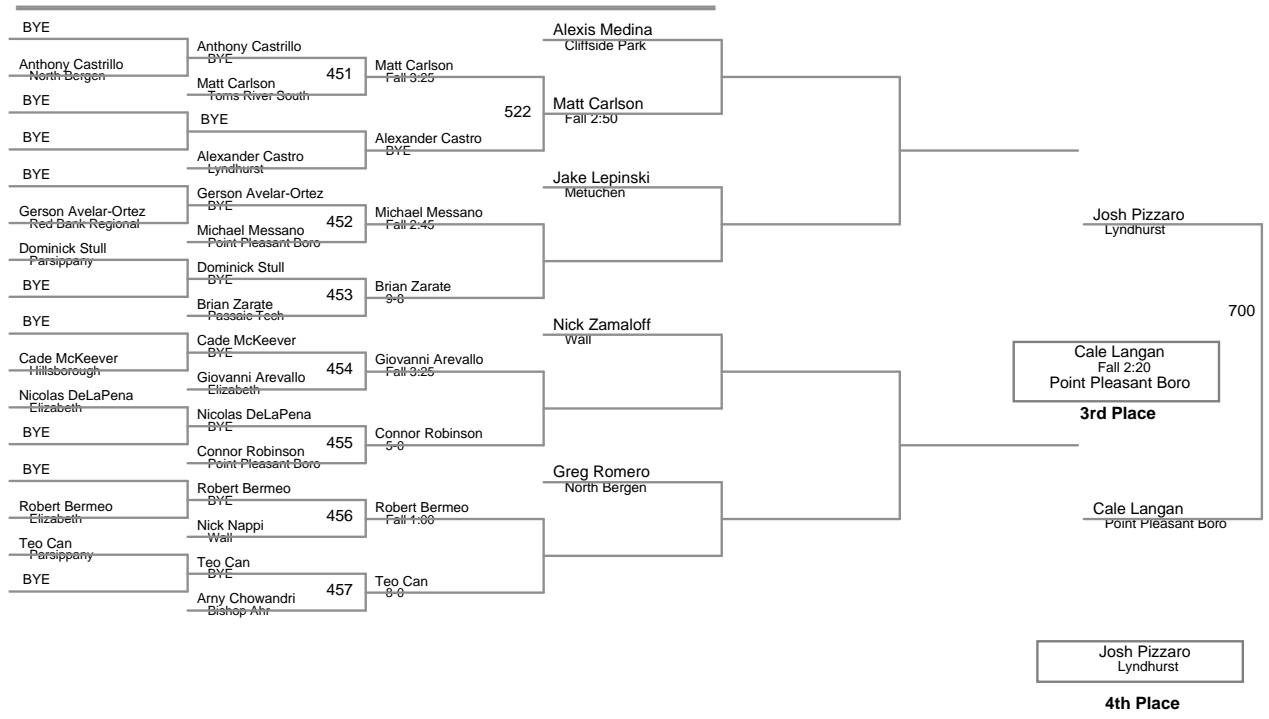 BYE
Anthony Castrillo
North Bergen
BYE
BYE
BYE
Gerson Avelar-Ortez
Red Bank Regional
Dominick Stull
Parsippany
BYE
BYE
Cade McKeever
Hillsborough
Nicolas DeLaPena
Elizabeth
BYE
BYE
Robert Bermeo
Elizabeth
Teo Can
Parsippany
BYE
Anthony Castrillo
BYE
451
Matt Carlson
Toms River South
BYE
Alexander Castro
Lyndhurst
Gerson Avelar-Ortez
BYE
452
Michael Messano
Point Pleasant Boro
Dominick Stull
BYE
453
Brian Zarate
Passaic Tech
Cade McKeever
BYE
454
Giovanni Arevallo
Elizabeth
Nicolas DeLaPena
BYE
455
Connor Robinson
Point Pleasant Boro
Robert Bermeo
BYE
456
Nick Nappi
Wall
Teo Can
BYE
457
Arny Chowandri
Bishop Ahr
Matt Carlson
Fall 3:25
522
Alexander Castro
BYE
Michael Messano
Fall 2:45
Brian Zarate
9-8
Giovanni Arevallo
Fall 3:25
Connor Robinson
5-0
Robert Bermeo
Fall 1:00
Teo Can
8-0
Alexis Medina
Cliffside Park
Matt Carlson
Fall 2:50
Jake Lepinski
Metuchen
Nick Zamaloff
Wall
Greg Romero
North Bergen
Josh Pizzaro
Lyndhurst
700
Cale Langan
Fall 2:20
Point Pleasant Boro
3rd Place
Cale Langan
Point Pleasant Boro
Josh Pizzaro
Lyndhurst
4th Place